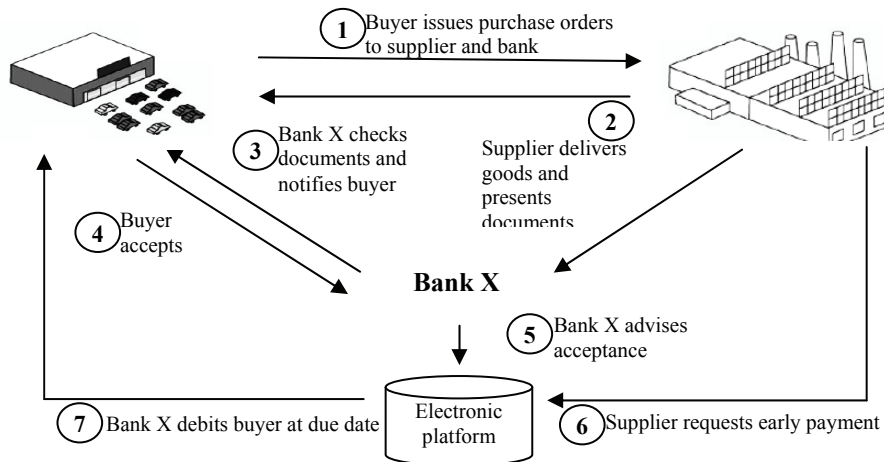 1
Buyer issues purchase orders
to supplier and bank
2
Supplier delivers
goods and
presents
documents
3
Bank X checks
documents and
notifies buyer
4
Buyer
accepts
Bank X
5
Bank X advises
acceptance
Electronic
platform
6
Supplier requests early payment
7
Bank X debits buyer at due date